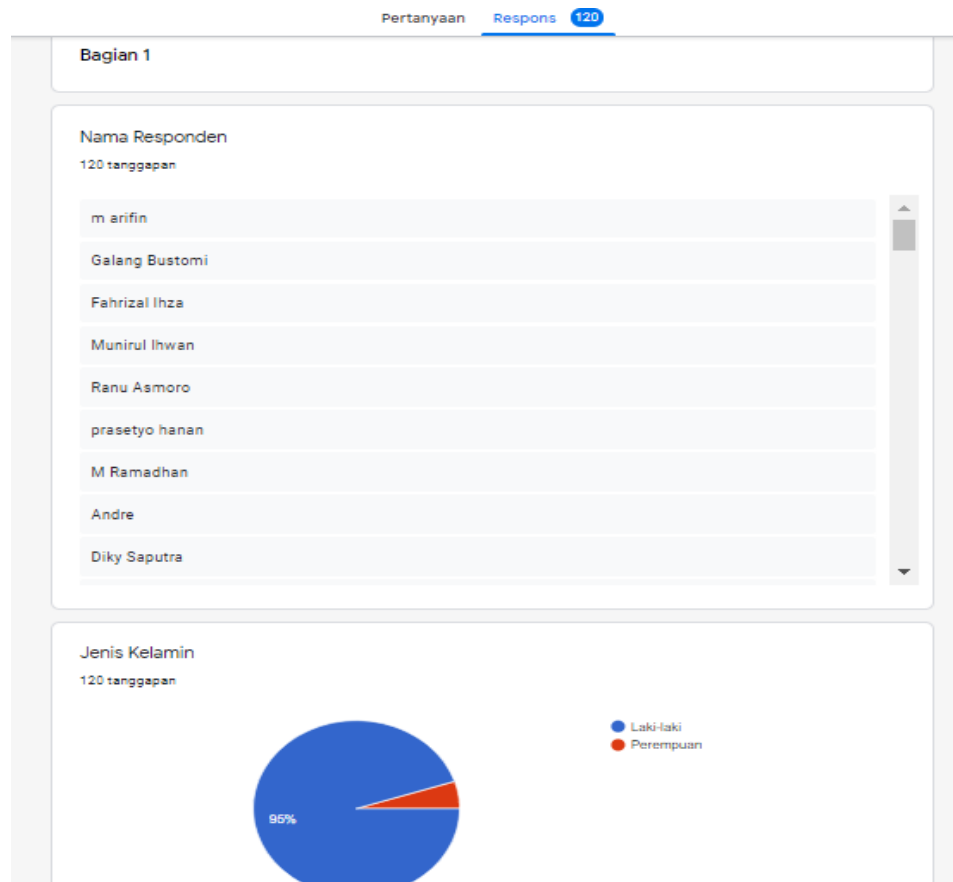 Pertanyaan Respons 120
Bagian 1
Nama Responden
120 tanggapan
m arifin
Galang Bustomi
Fahrizal Ihza
Munirul Ihwan
Ranu Asmoro
prasetyo hanan
M Ramadhan
Andre
Diky Saputra
Jenis Kelamin
120 tanggapan
Laki-laki
Perempuan
95%